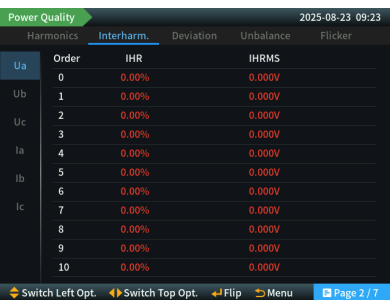 Power Quality 2025-08-23 09:23
Harmonics Interharm. Deviation Unbalance Flicker
Ua
Ub
Uc
Ia
Ib
Ic
Order IHR IHRMS
0 0.00% 0.000V
1 0.00% 0.000V
2 0.00% 0.000V
3 0.00% 0.000V
4 0.00% 0.000V
5 0.00% 0.000V
6 0.00% 0.000V
7 0.00% 0.000V
8 0.00% 0.000V
9 0.00% 0.000V
10 0.00% 0.000V
Switch Left Opt. Switch Top Opt. Flip Menu Page 2 / 7